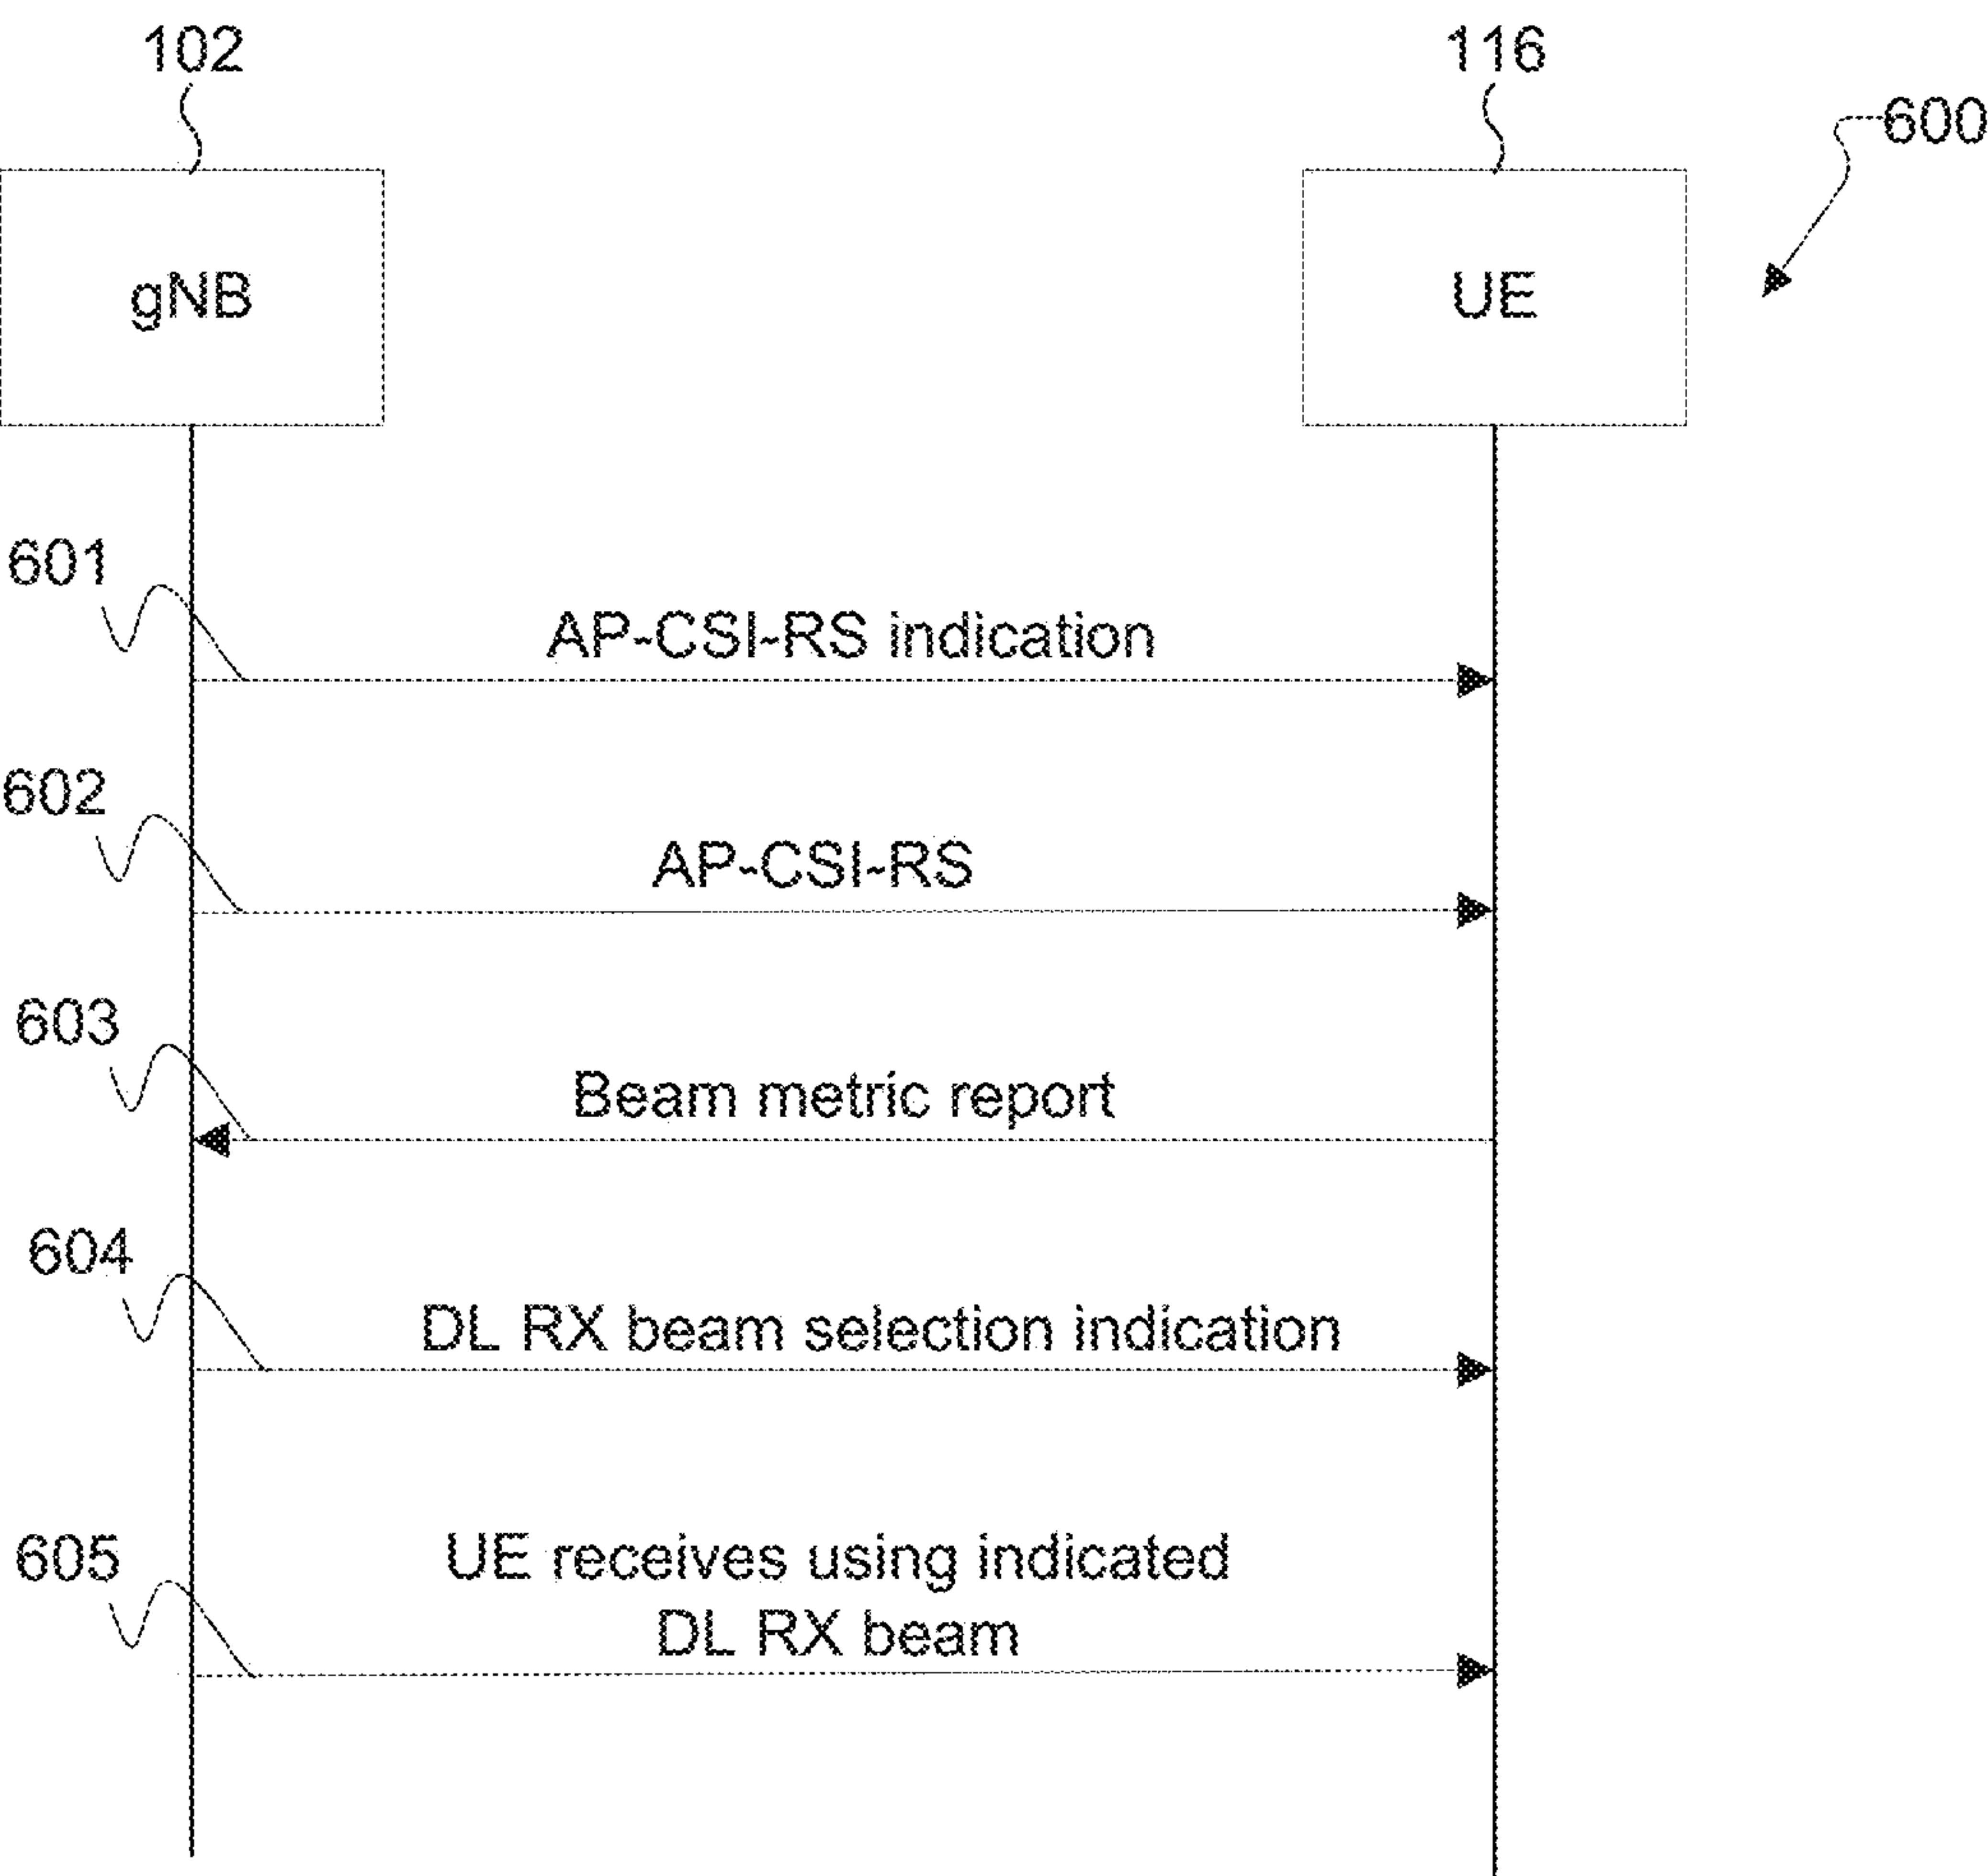 102
116
600
gNB
UE
601
AP-CSI-RS indication
602
AP-CSI-RS
603
Beam metric report
604
DL RX beam selection indication
605
UE receives using indicated
DL RX beam